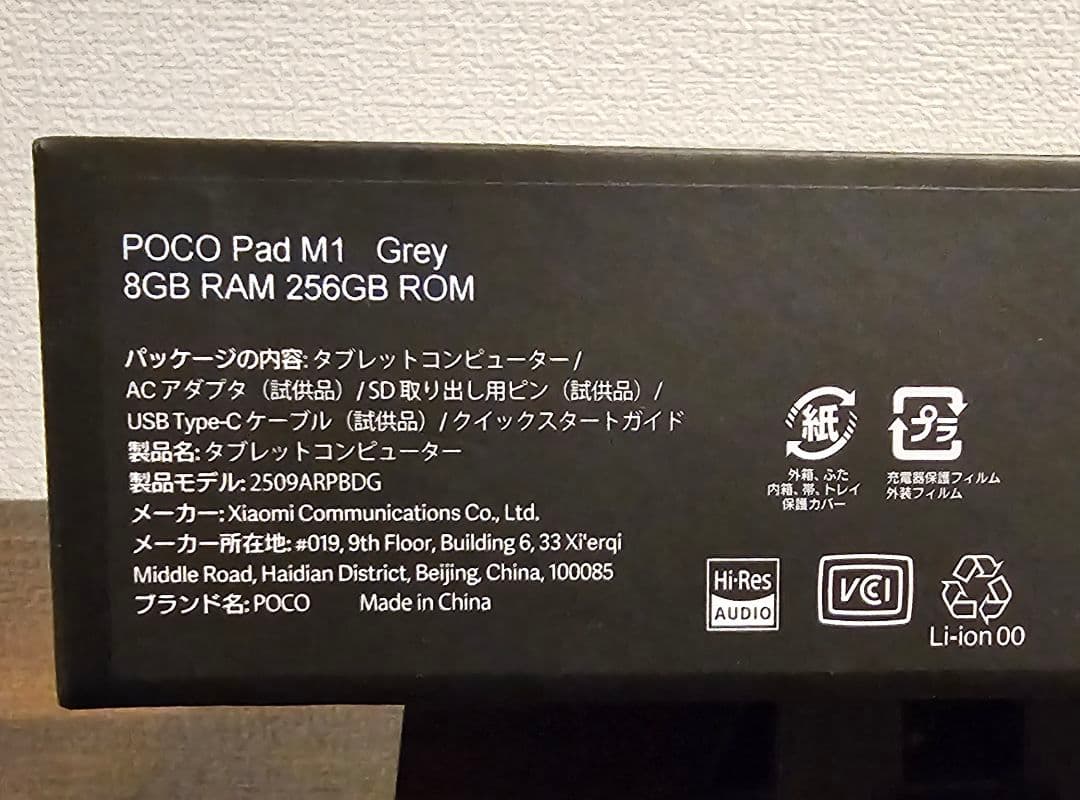 POCO Pad M1 Grey
8GB RAM 256GB ROM
パッケージの内容: タブレットコンピューター /
AC アダプタ（試供品）/ SD 取り出し用ピン（試供品）/
USB Type-C ケーブル（試供品）/ クイックスタートガイド
製品名: タブレットコンピューター
製品モデル: 2509ARPBDG
メーカー: Xiaomi Communications Co., Ltd.
メーカー所在地: #019, 9th Floor, Building 6, 33 Xi'erqi
Middle Road, Haidian District, Beijing, China, 100085
ブランド名: POCO Made in China
紙
外箱、ふた
内箱、帯、トレイ
保護カバー
プラ
充電器保護フィルム
外装フィルム
Hi-Res
AUDIO
VCCI
Li-ion 00